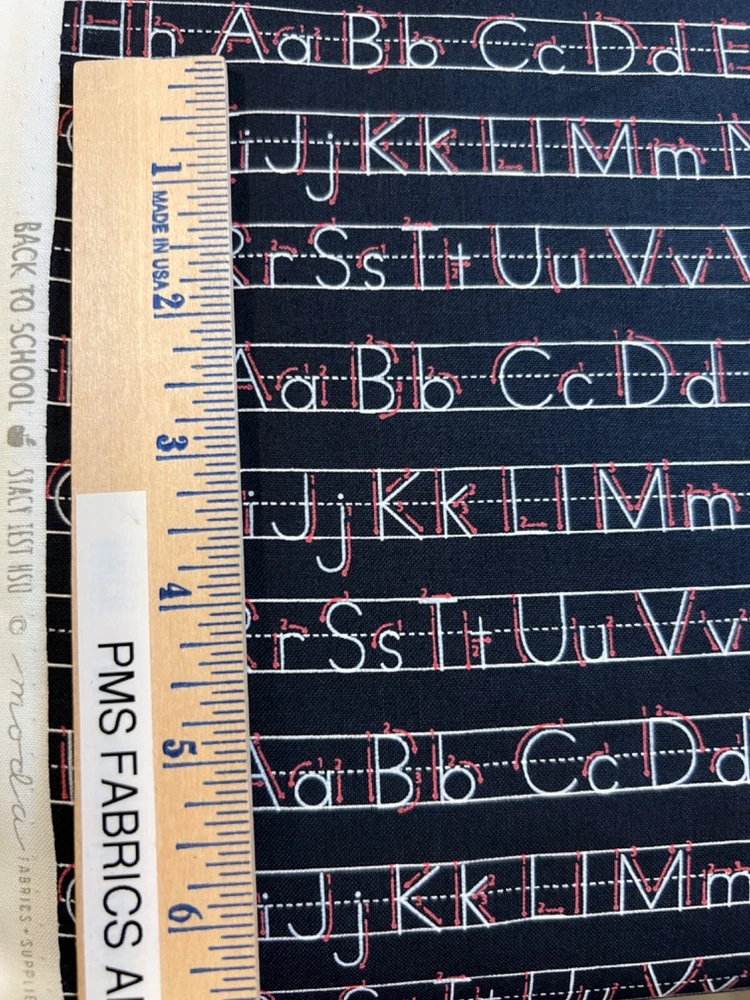 Hh Aa Bb Cc Dd E
i Jj Kk Ll Mm N
Rr Ss Tt Uu Vv
Aa Bb Cc Dd
i Jj Kk Ll Mm
Rr Ss Tt Uu Vv
Aa Bb Cc Dd
i Jj Kk Ll Mm
1 MADE IN USA 2 3 4 5 6
PMS FABRICS
BACK TO SCHOOL STACY IEST HSU © moda FABRICS + SUPPLIE